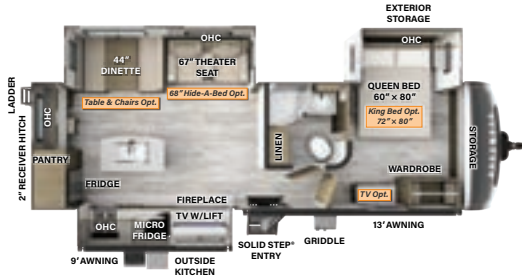 EXTERIOR
STORAGE
OHC
OHC
44"
DINETTE
67" THEATER
SEAT
Table & Chairs Opt.
68" Hide-A-Bed Opt.
QUEEN BED
60" x 80"
King Bed Opt.
72" x 80"
LADDER
2" RECEIVER HITCH
OHC
PANTRY
LINEN
STORAGE
WARDROBE
FRIDGE
TV Opt.
FIREPLACE
TV W/LIFT
OHC
MICRO
FRIDGE
9' AWNING
OUTSIDE
KITCHEN
SOLID STEP®
ENTRY
GRIDDLE
13' AWNING